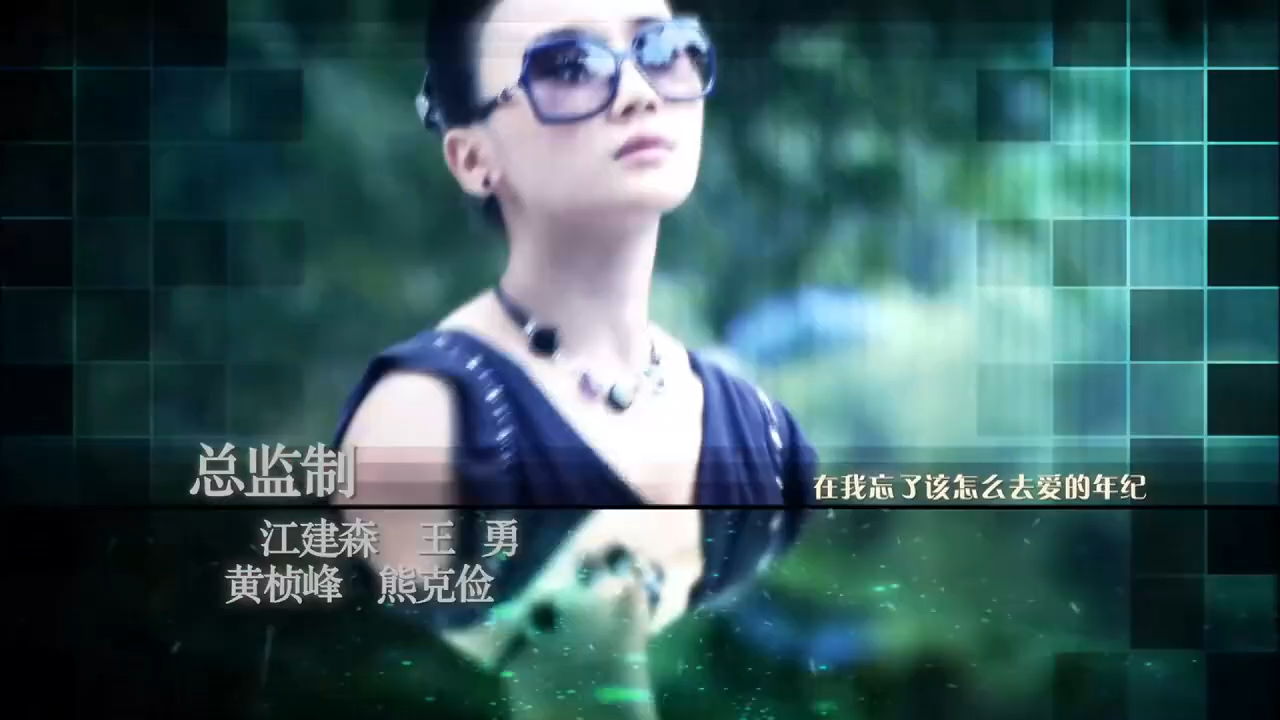 总监制
在我忘了该怎么去爱的年纪
江建森 王勇
黄桢峰 熊克俭